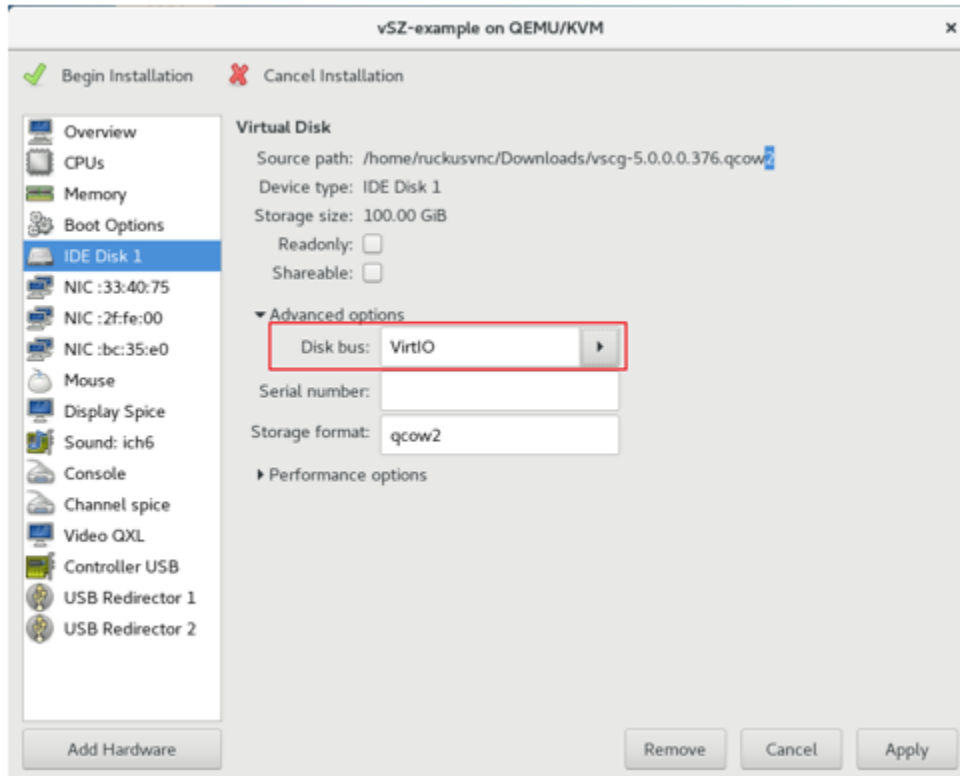 vSZ-example on QEMU/KVM
Begin Installation
Cancel Installation
Overview
CPUs
Memory
Boot Options
IDE Disk 1
NIC :33:40:75
NIC :2f:fe:00
NIC :bc:35:e0
Mouse
Display Spice
Sound: ich6
Console
Channel spice
Video QXL
Controller USB
USB Redirector 1
USB Redirector 2
Add Hardware
Virtual Disk
Source path: /home/ruckusvnc/Downloads/vscg-5.0.0.0.376.qcow2
Device type: IDE Disk 1
Storage size: 100.00 GiB
Readonly:
Shareable:
Advanced options
Disk bus: VirtIO
Serial number:
Storage format: qcow2
Performance options
Remove
Cancel
Apply